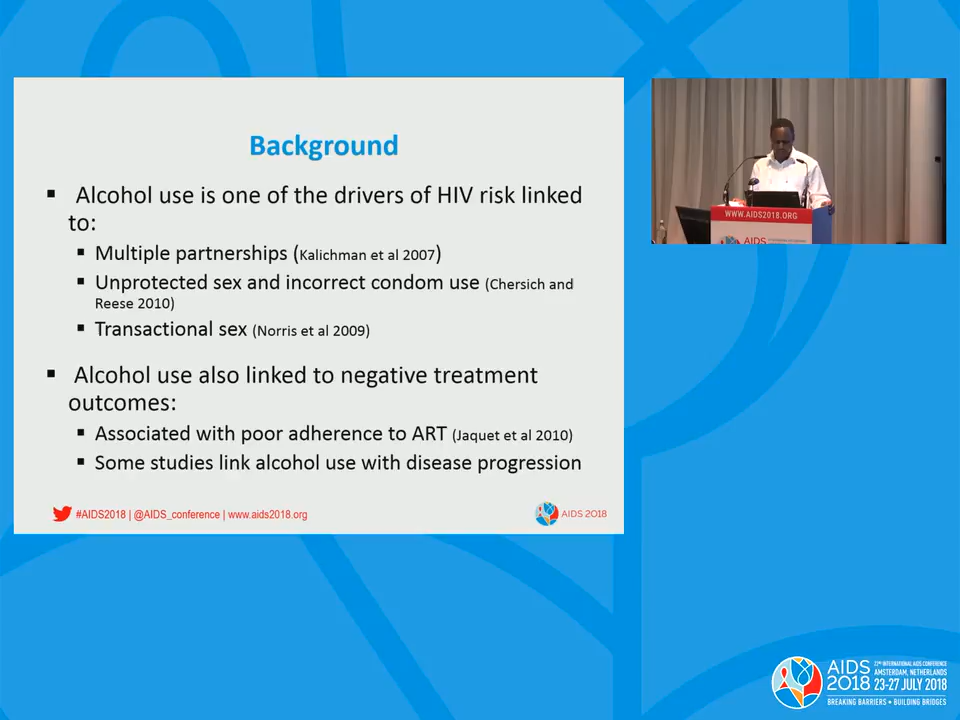 Background
▪ Alcohol use is one of the drivers of HIV risk linked
to:
▪ Multiple partnerships (Kalichman et al 2007)
▪ Unprotected sex and incorrect condom use (Chersich and
Reese 2010)
▪ Transactional sex (Norris et al 2009)
▪ Alcohol use also linked to negative treatment
outcomes:
▪ Associated with poor adherence to ART (Jaquet et al 2010)
▪ Some studies link alcohol use with disease progression
#AIDS2018 | @AIDS_conference | www.aids2018.org
AIDS 2018
WWW.AIDS2018.ORG
AIDS
AIDS
2018
22ND INTERNATIONAL AIDS CONFERENCE
AMSTERDAM, NETHERLANDS
23-27 JULY 2018
BREAKING BARRIERS • BUILDING BRIDGES